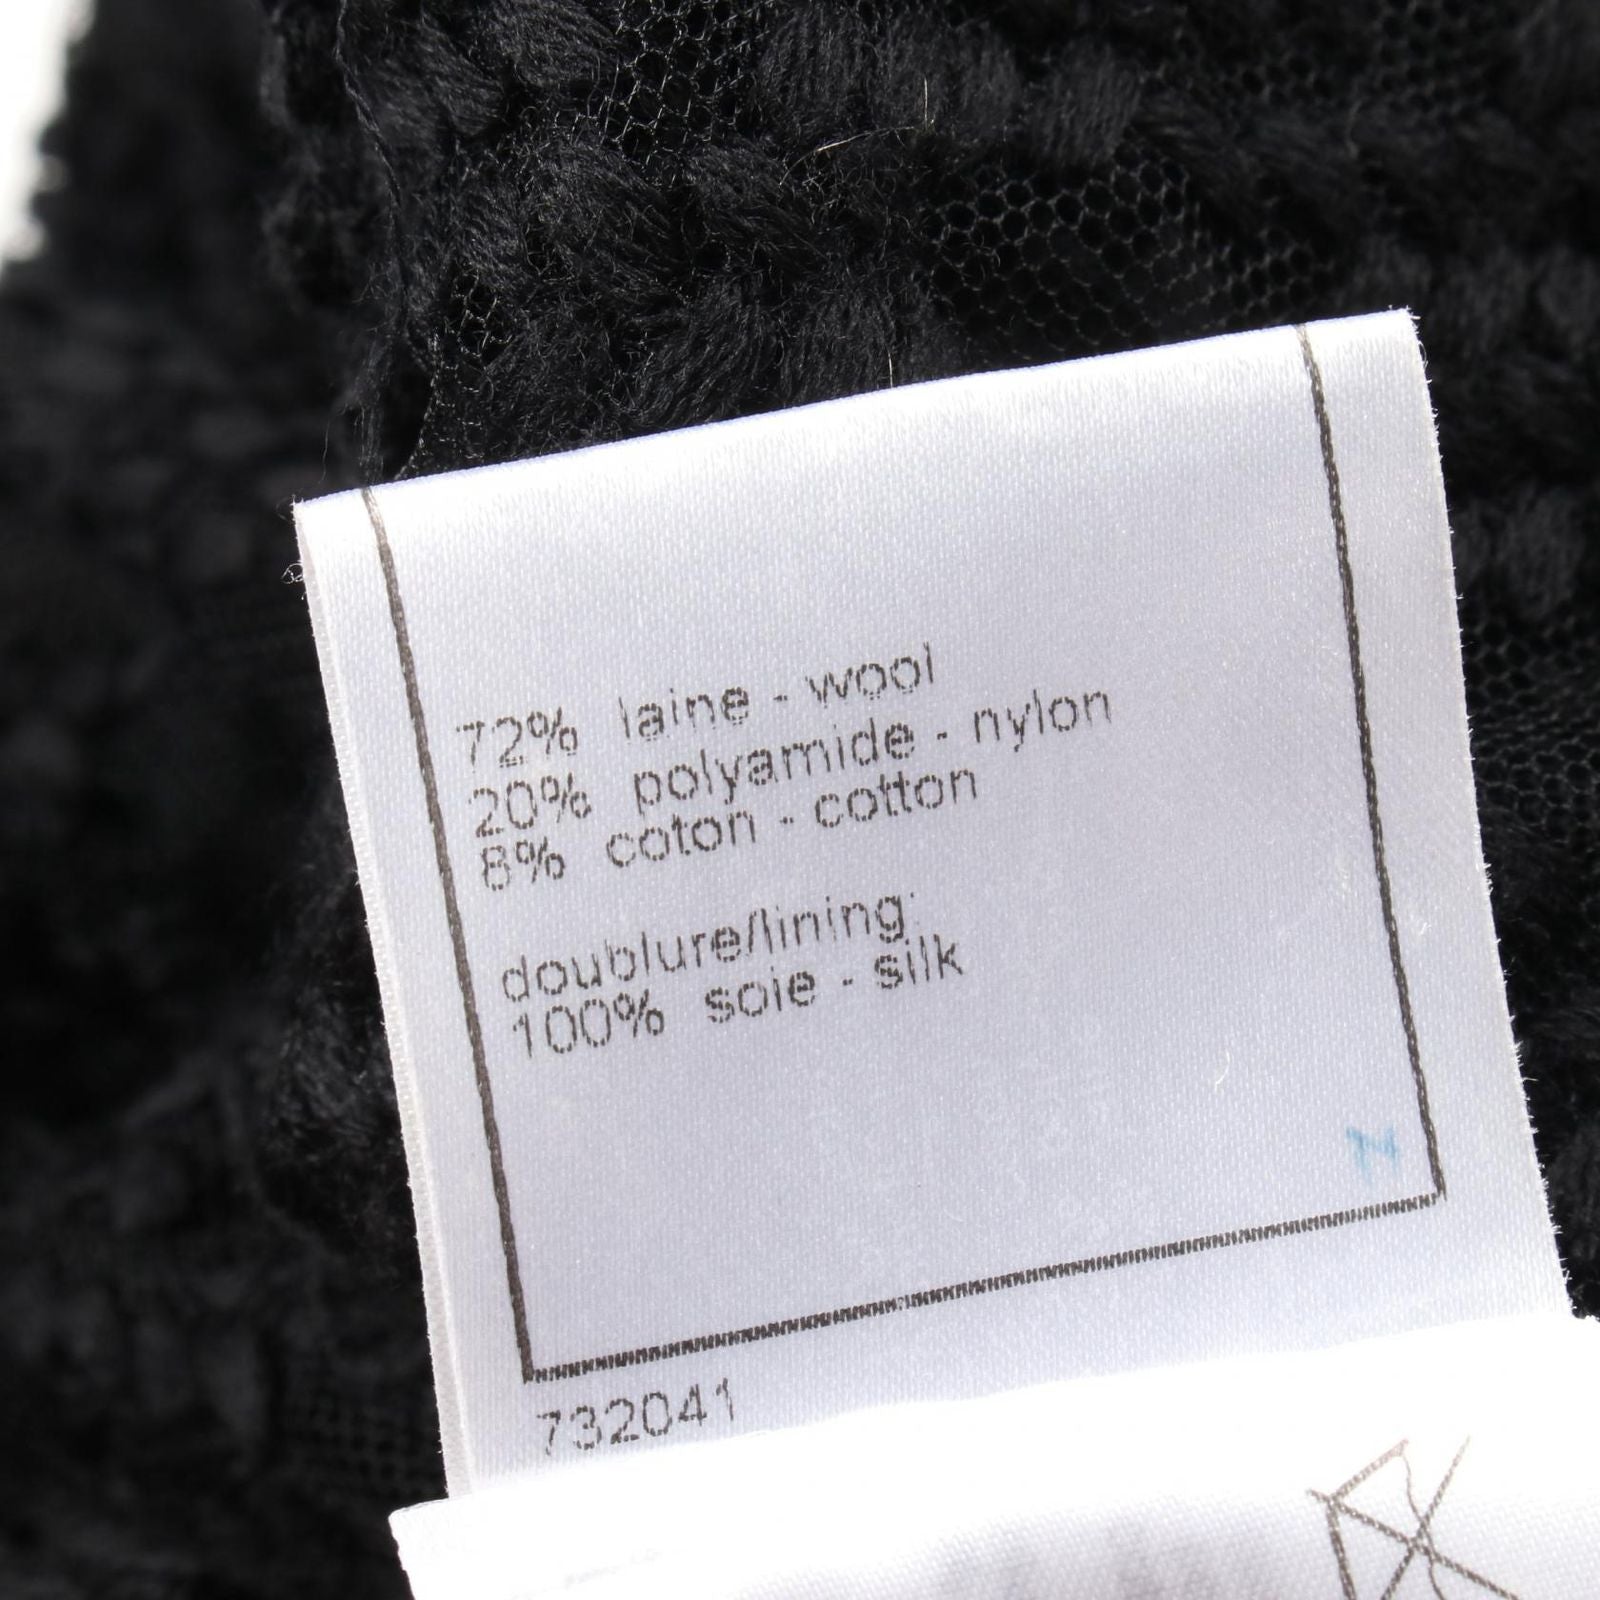 72% laine - wool
20% polyamide - nylon
8% coton - cotton
doublure/lining:
100% soie - silk
732041